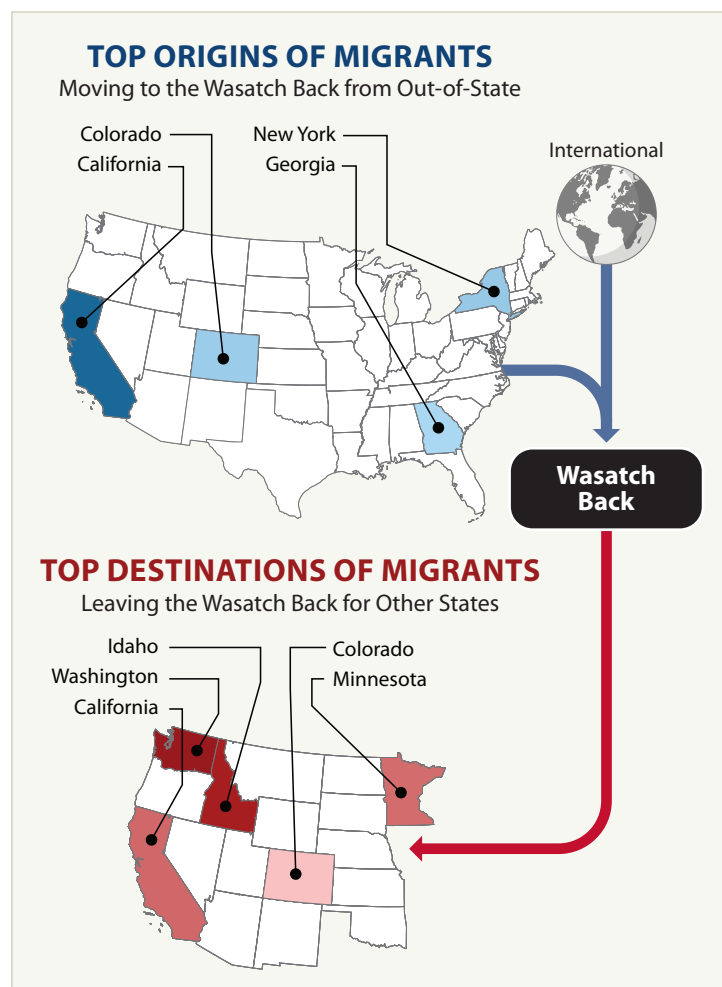 TOP ORIGINS OF MIGRANTS
Moving to the Wasatch Back from Out-of-State
Colorado
California
New York
Georgia
International
Wasatch
Back
TOP DESTINATIONS OF MIGRANTS
Leaving the Wasatch Back for Other States
Idaho
Washington
California
Colorado
Minnesota